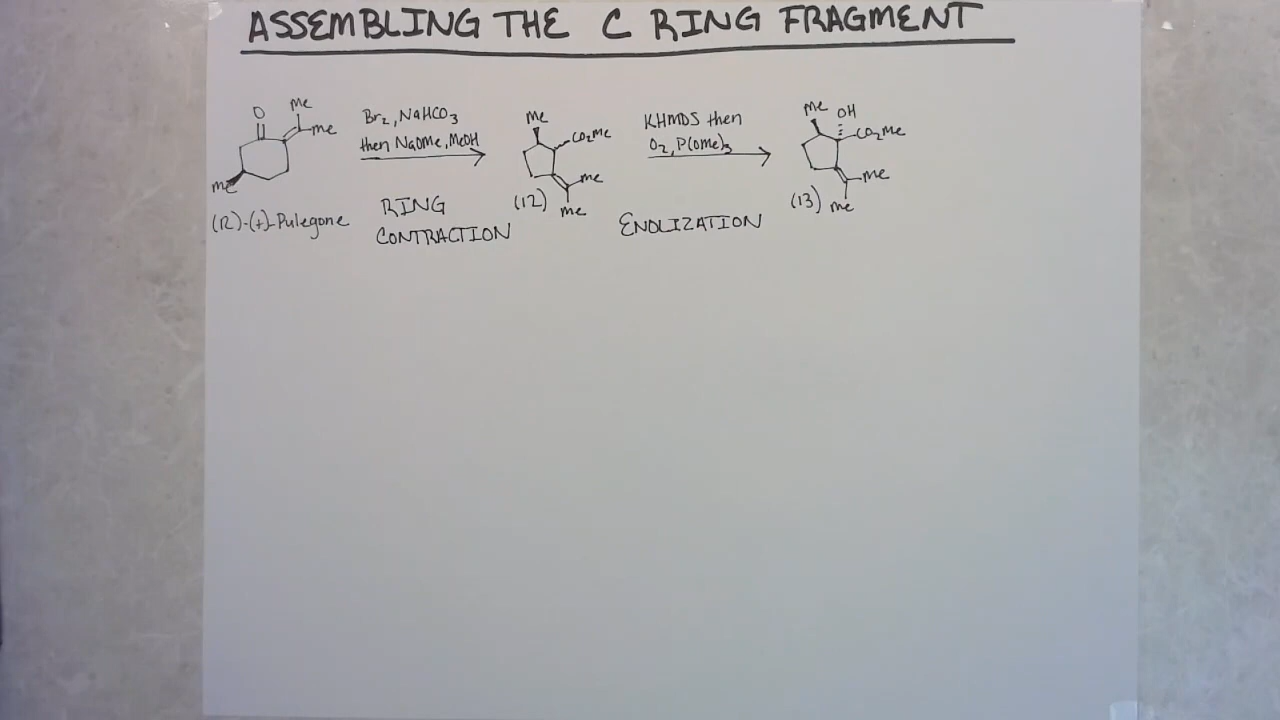 ASSEMBLING THE C RING FRAGMENT
O
Me
Me
Me
(R)-(+)-Pulegone
Br₂, NaHCO₃
then NaOMe, MeOH
RING
CONTRACTION
Me
CO₂Me
Me
Me
(12)
KHMDS then
O₂, P(OMe)₃
ENOLIZATION
Me OH
CO₂Me
Me
Me
(13)